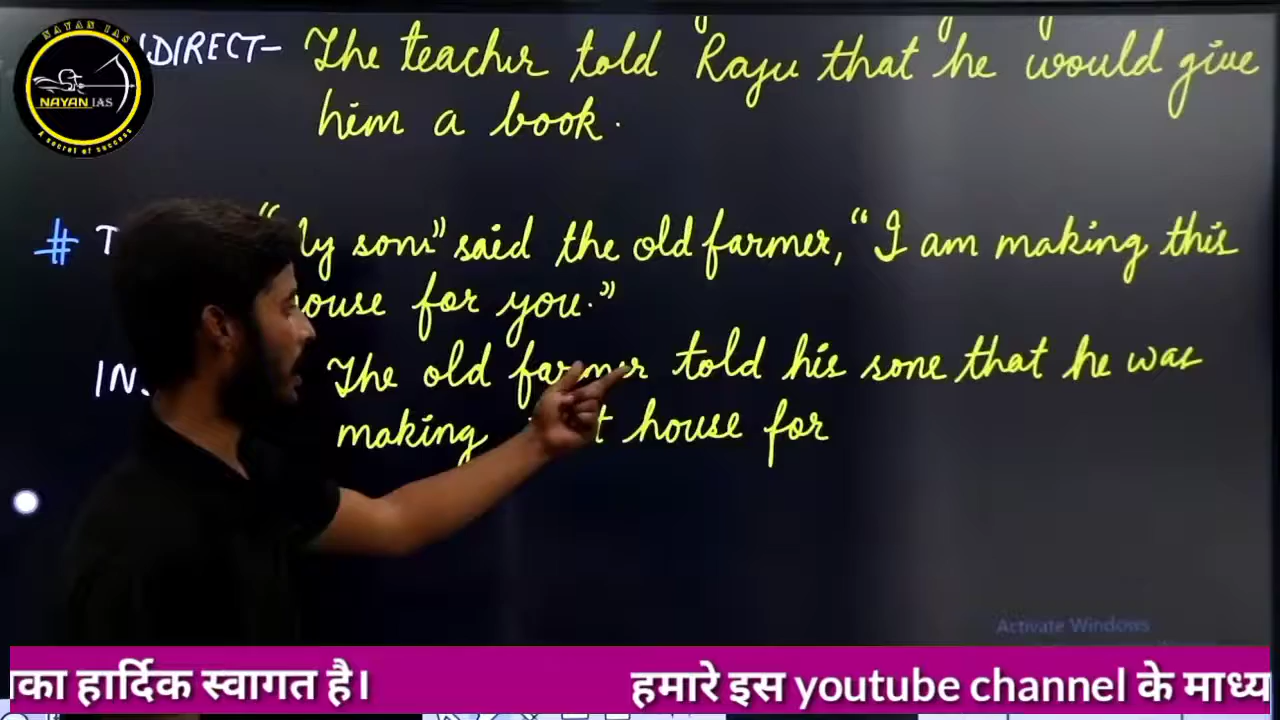 NAYAN IAS
NAYAN IAS
A secret of success
DIRECT- The teacher told Raju that he would give
him a book.
# "My son" said the old farmer, "I am making this
house for you."
IN. The old farmer told his sone that he was
making house for
Activate Windows
का हार्दिक स्वागत है। हमारे इस youtube channel के माध्य